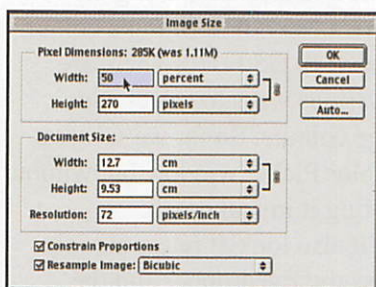 Image Size
Pixel Dimensions: 285K (was 1.11M)
Width: 50 percent
Height: 270 pixels
Document Size:
Width: 12.7 cm
Height: 9.53 cm
Resolution: 72 pixels/inch
Constrain Proportions
Resample Image: Bicubic
OK
Cancel
Auto...